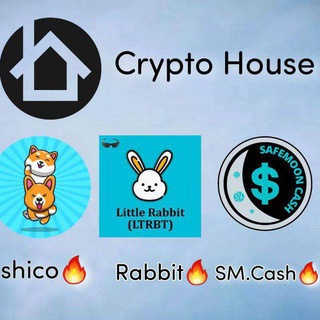 Crypto House
SAFEMOON CASH
$
Little Rabbit
(LTRBT)
shico🔥
Rabbit🔥
SM.Cash🔥